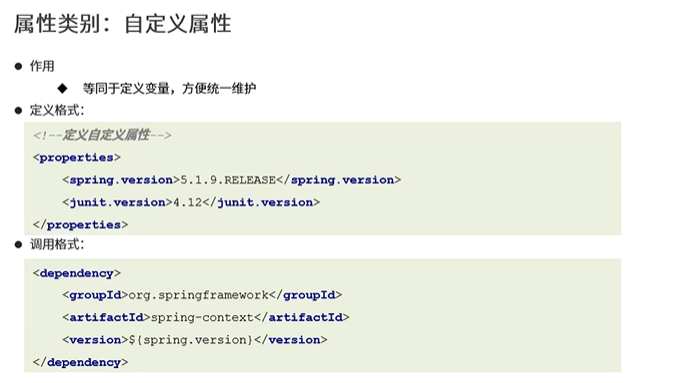 属性类别：自定义属性
● 作用
◆ 等同于定义变量，方便统一维护
● 定义格式：
<!--定义自定义属性-->
<properties>
    <spring.version>5.1.9.RELEASE</spring.version>
    <junit.version>4.12</junit.version>
</properties>
● 调用格式：
<dependency>
    <groupId>org.springframework</groupId>
    <artifactId>spring-context</artifactId>
    <version>${spring.version}</version>
</dependency>